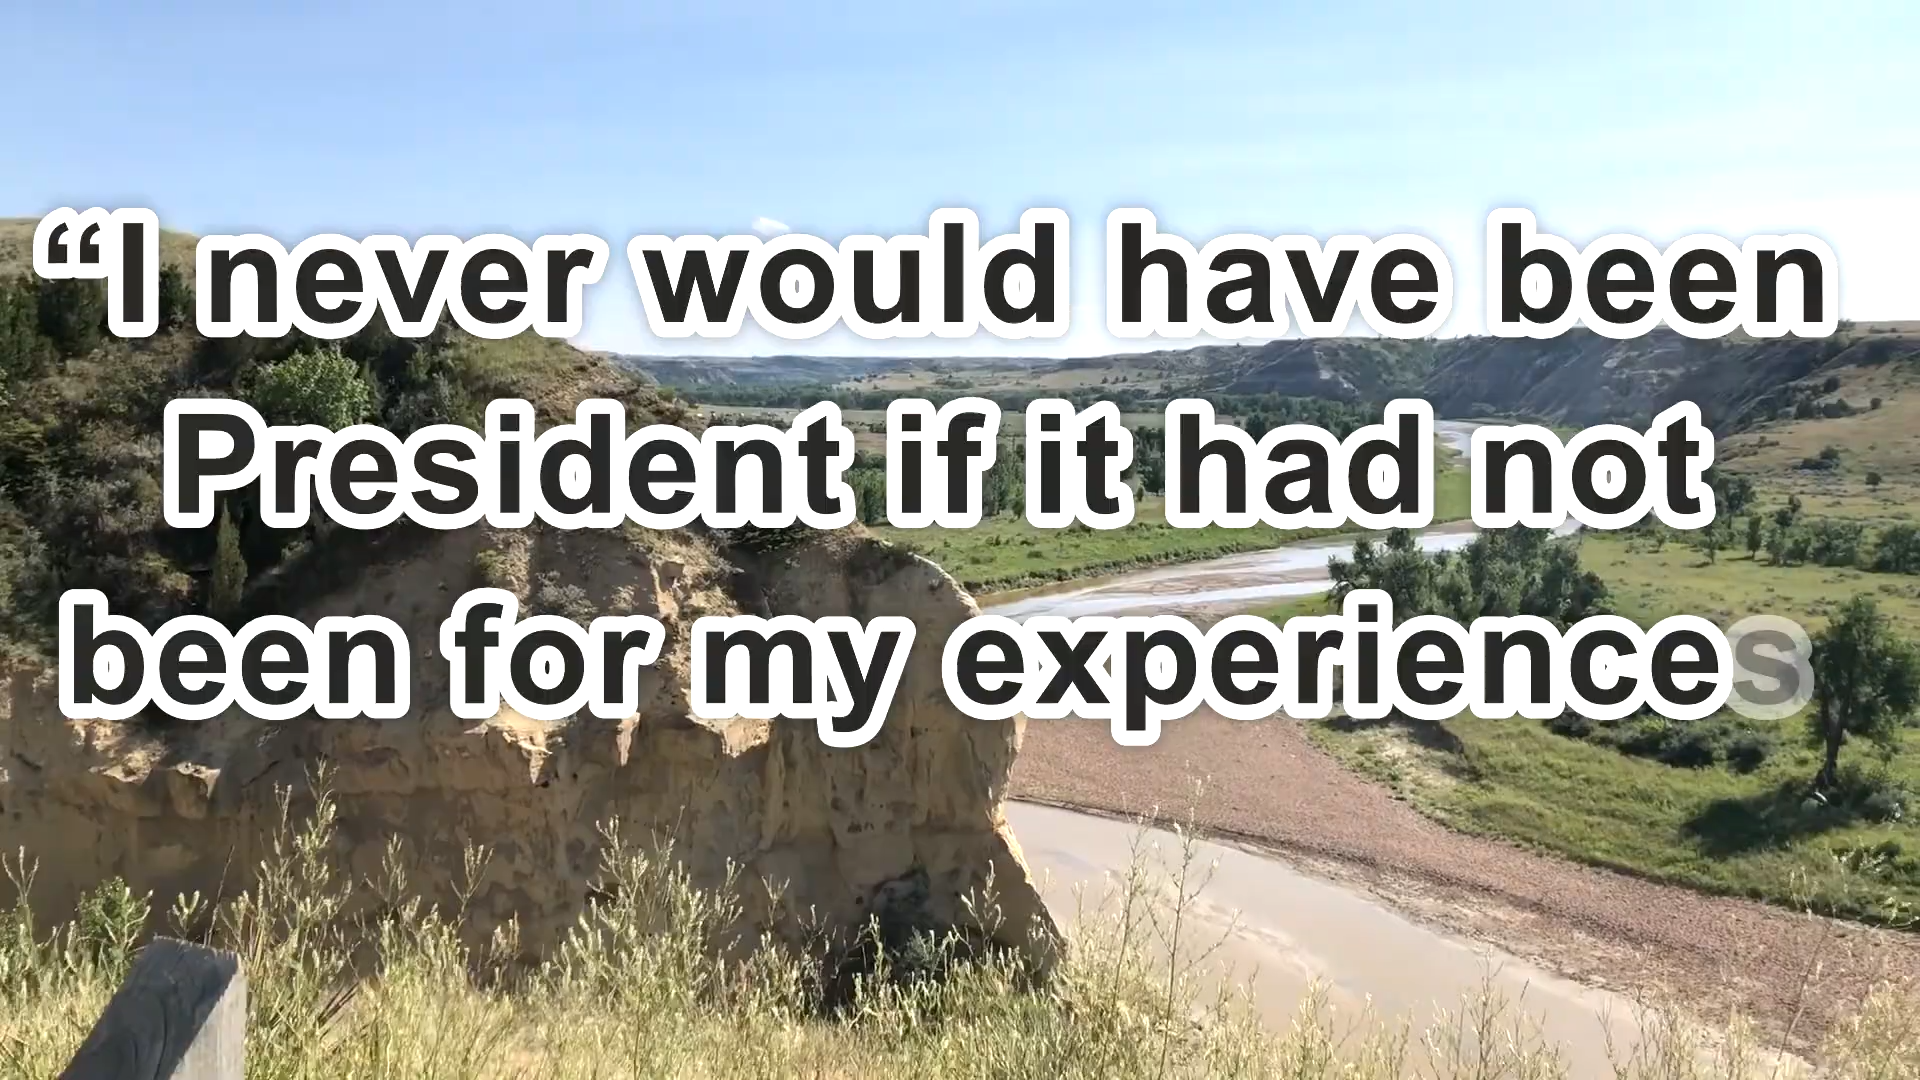 “I never would have been
President if it had not
been for my experiences